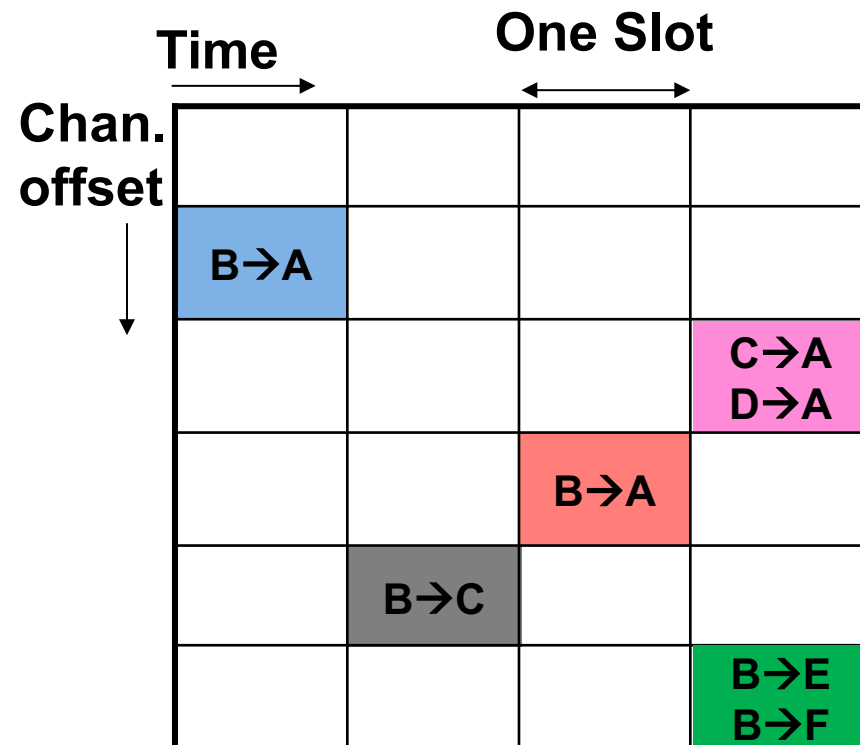 Time
One Slot
Chan.
offset
B→A
C→A
D→A
B→A
B→C
B→E
B→F